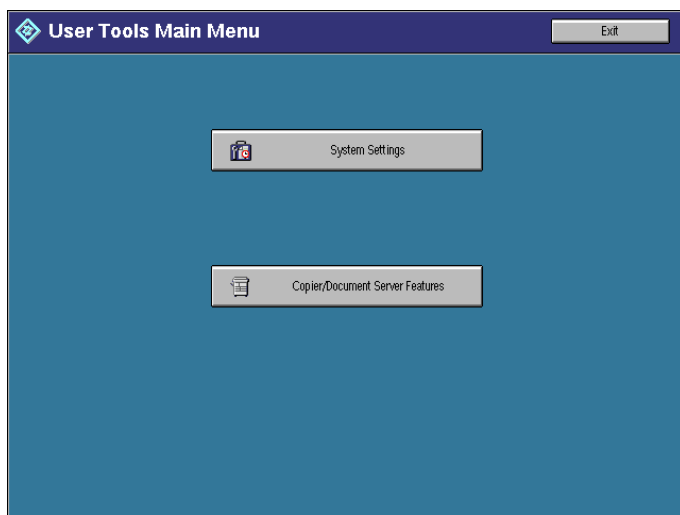 User Tools Main Menu
Exit
System Settings
Copier/Document Server Features